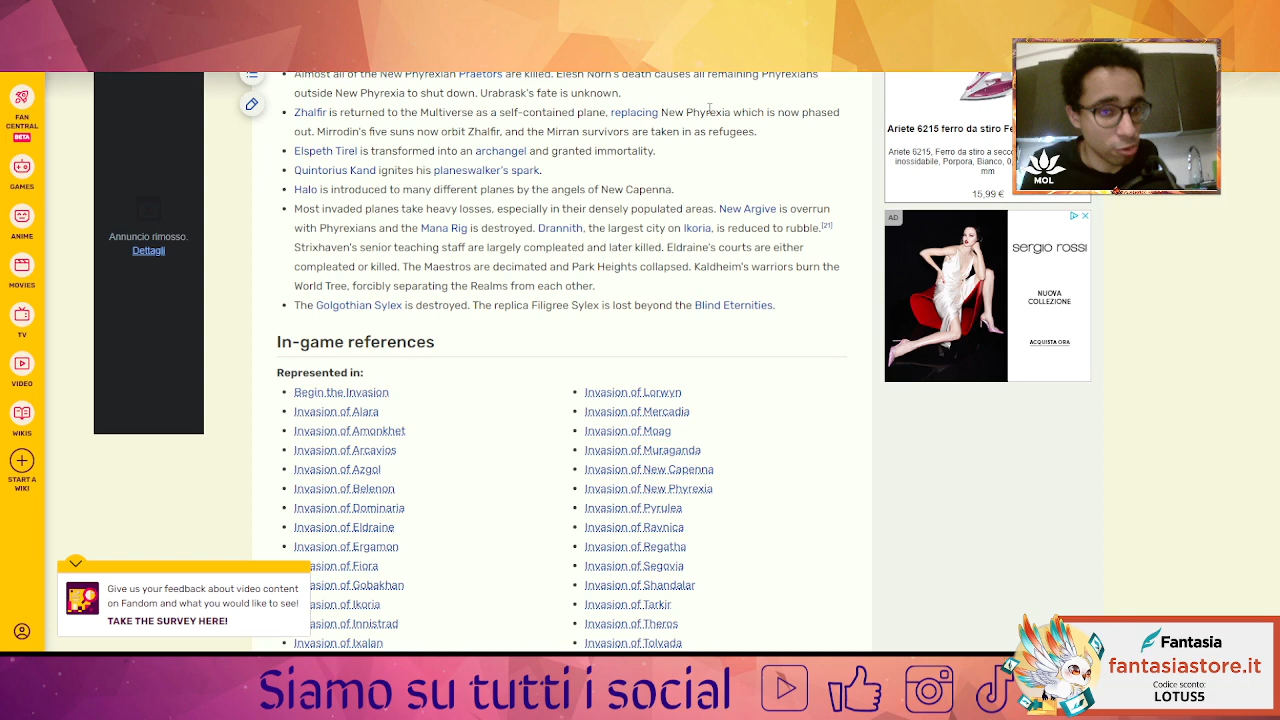 FAN
CENTRAL
BETA
GAMES
ANIME
MOVIES
TV
VIDEO
WIKIS
START A
WIKI
Annuncio rimosso.
Dettagli
Almost all of the New Phyrexian Praetors are killed. Elesh Norn's death causes all remaining Phyrexians
outside New Phyrexia to shut down. Urabrask's fate is unknown.
Zhalfir is returned to the Multiverse as a self-contained plane, replacing New Phyrexia which is now phased
out. Mirrodin's five suns now orbit Zhalfir, and the Mirran survivors are taken in as refugees.
Elspeth Tirel is transformed into an archangel and granted immortality.
Quintorius Kand ignites his planeswalker's spark.
Halo is introduced to many different planes by the angels of New Capenna.
Most invaded planes take heavy losses, especially in their densely populated areas. New Argive is overrun
with Phyrexians and the Mana Rig is destroyed. Drannith, the largest city on Ikoria, is reduced to rubble.[21]
Strixhaven's senior teaching staff are largely compleated and later killed. Eldraine's courts are either
compleated or killed. The Maestros are decimated and Park Heights collapsed. Kaldheim's warriors burn the
World Tree, forcibly separating the Realms from each other.
The Golgothian Sylex is destroyed. The replica Filigree Sylex is lost beyond the Blind Eternities.
In-game references
Represented in:
Begin the Invasion
Invasion of Alara
Invasion of Amonkhet
Invasion of Arcavios
Invasion of Azgol
Invasion of Belenon
Invasion of Dominaria
Invasion of Eldraine
Invasion of Ergamon
of Fiora
asion of Gobakhan
asion of Ikoria
asion of Innistrad
asion of Ixalan
Invasion of Lorwyn
Invasion of Mercadia
Invasion of Moag
Invasion of Muraganda
Invasion of New Capenna
Invasion of New Phyrexia
Invasion of Pyrulea
Invasion of Ravnica
Invasion of Regatha
Invasion of Segovia
Invasion of Shandalar
Invasion of Tarkir
Invasion of Theros
Invasion of Tolvada
Give us your feedback about video content
on Fandom and what you would like to see!
TAKE THE SURVEY HERE!
Ariete 6215 ferro da stiro Fe
Ariete 6215, Ferro da stiro a secco
inossidabile, Porpora, Bianco, 0
mm
15,99 €
MOL
AD
sergio rossi
NUOVA
COLLEZIONE
ACQUISTA ORA
Siamo su tutti i social
Fantasia
fantasiastore.it
Codice sconto:
LOTUS5